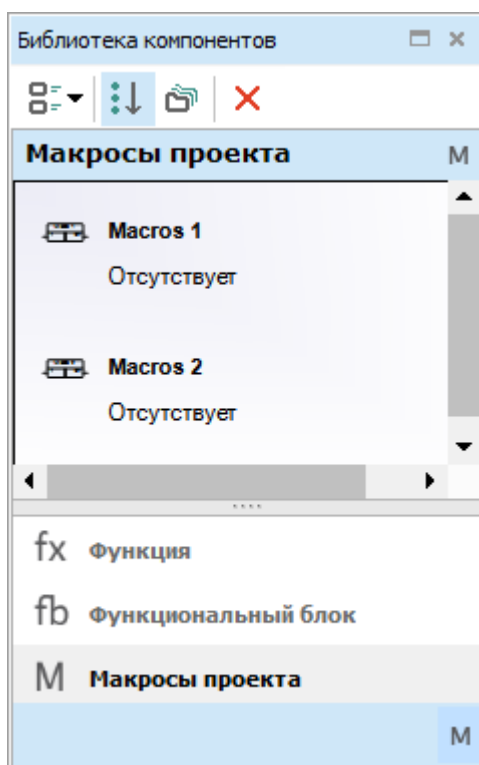 Библиотека компонентов
Макросы проекта M
Macros 1
Отсутствует
Macros 2
Отсутствует
fx Функция
fb Функциональный блок
M Макросы проекта
M